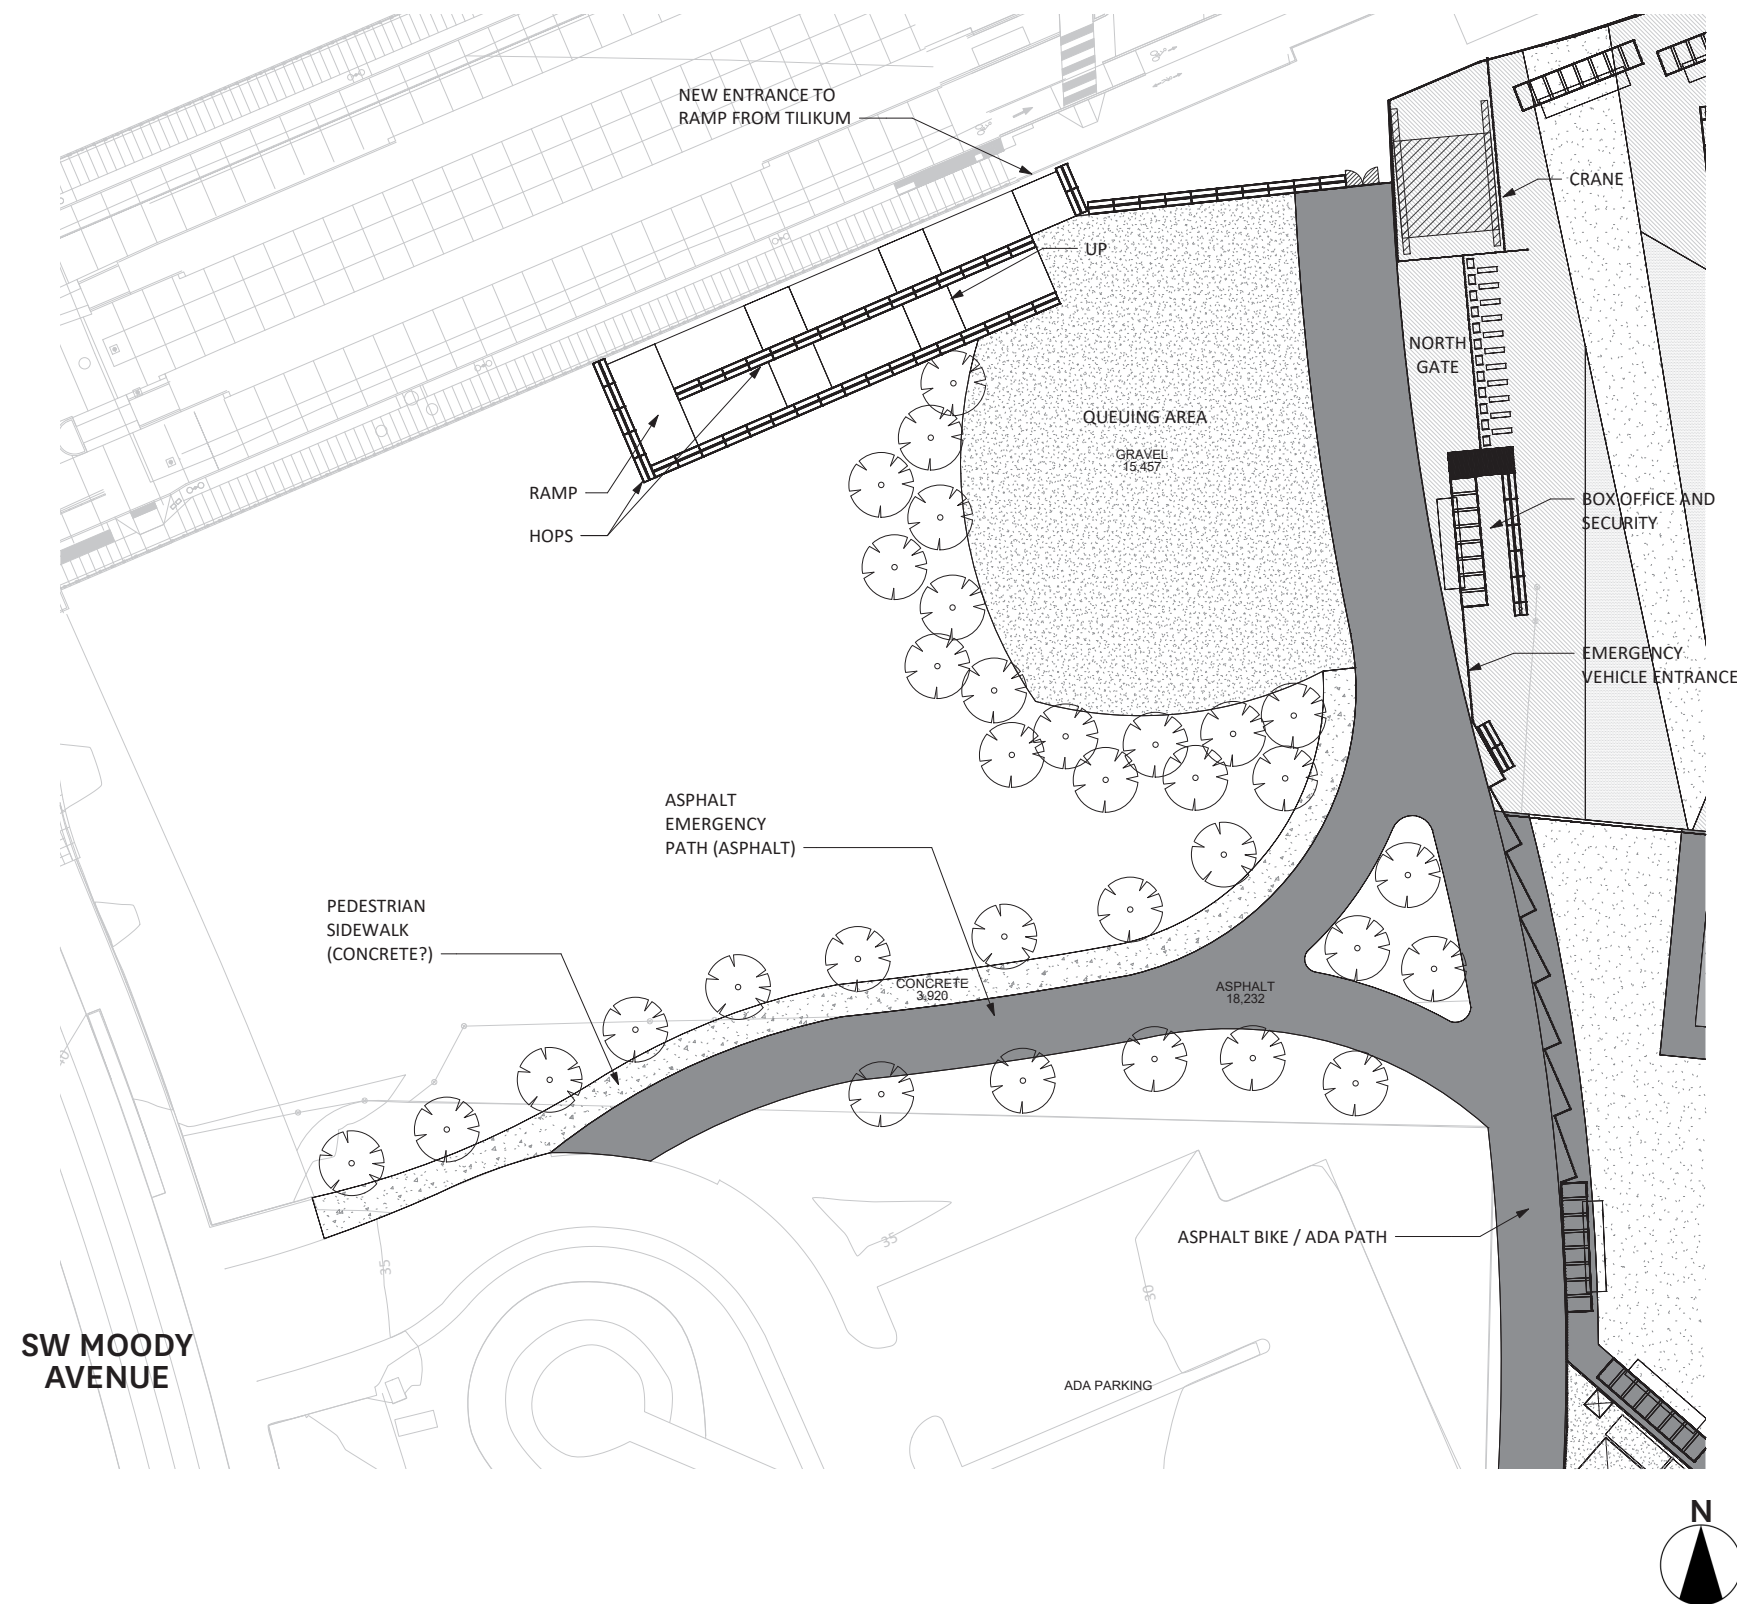 NEW ENTRANCE TO
RAMP FROM TILIKUM
CRANE
UP
NORTH
GATE
QUEUING AREA
GRAVEL
15,457
RAMP
HOPS
BOX OFFICE AND
SECURITY
EMERGENCY
VEHICLE ENTRANCE
ASPHALT
EMERGENCY
PATH (ASPHALT)
PEDESTRIAN
SIDEWALK
(CONCRETE?)
CONCRETE
3,920
ASPHALT
18,232
ASPHALT BIKE / ADA PATH
35
35
30
SW MOODY
AVENUE
ADA PARKING
N